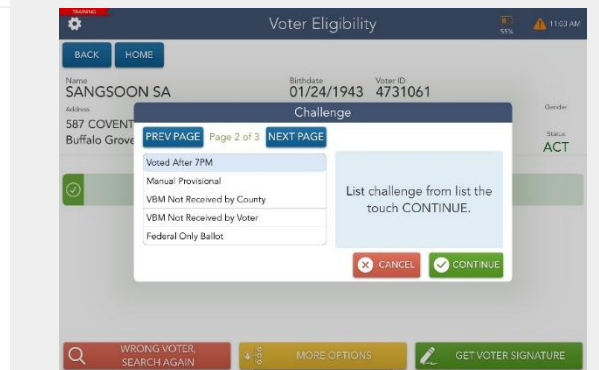 TRAINING
Voter Eligibility
55%
11:03 AM
BACK
HOME
Name
SANGSOON SA
Birthdate
01/24/1943
Voter ID
4731061
Address
587 COVENT
Buffalo Grove
Gender
Status
ACT
Challenge
PREV PAGE
Page 2 of 3
NEXT PAGE
Voted After 7PM
Manual Provisional
VBM Not Received by County
VBM Not Received by Voter
Federal Only Ballot
List challenge from list the
touch CONTINUE.
CANCEL
CONTINUE
WRONG VOTER,
SEARCH AGAIN
MORE OPTIONS
GET VOTER SIGNATURE